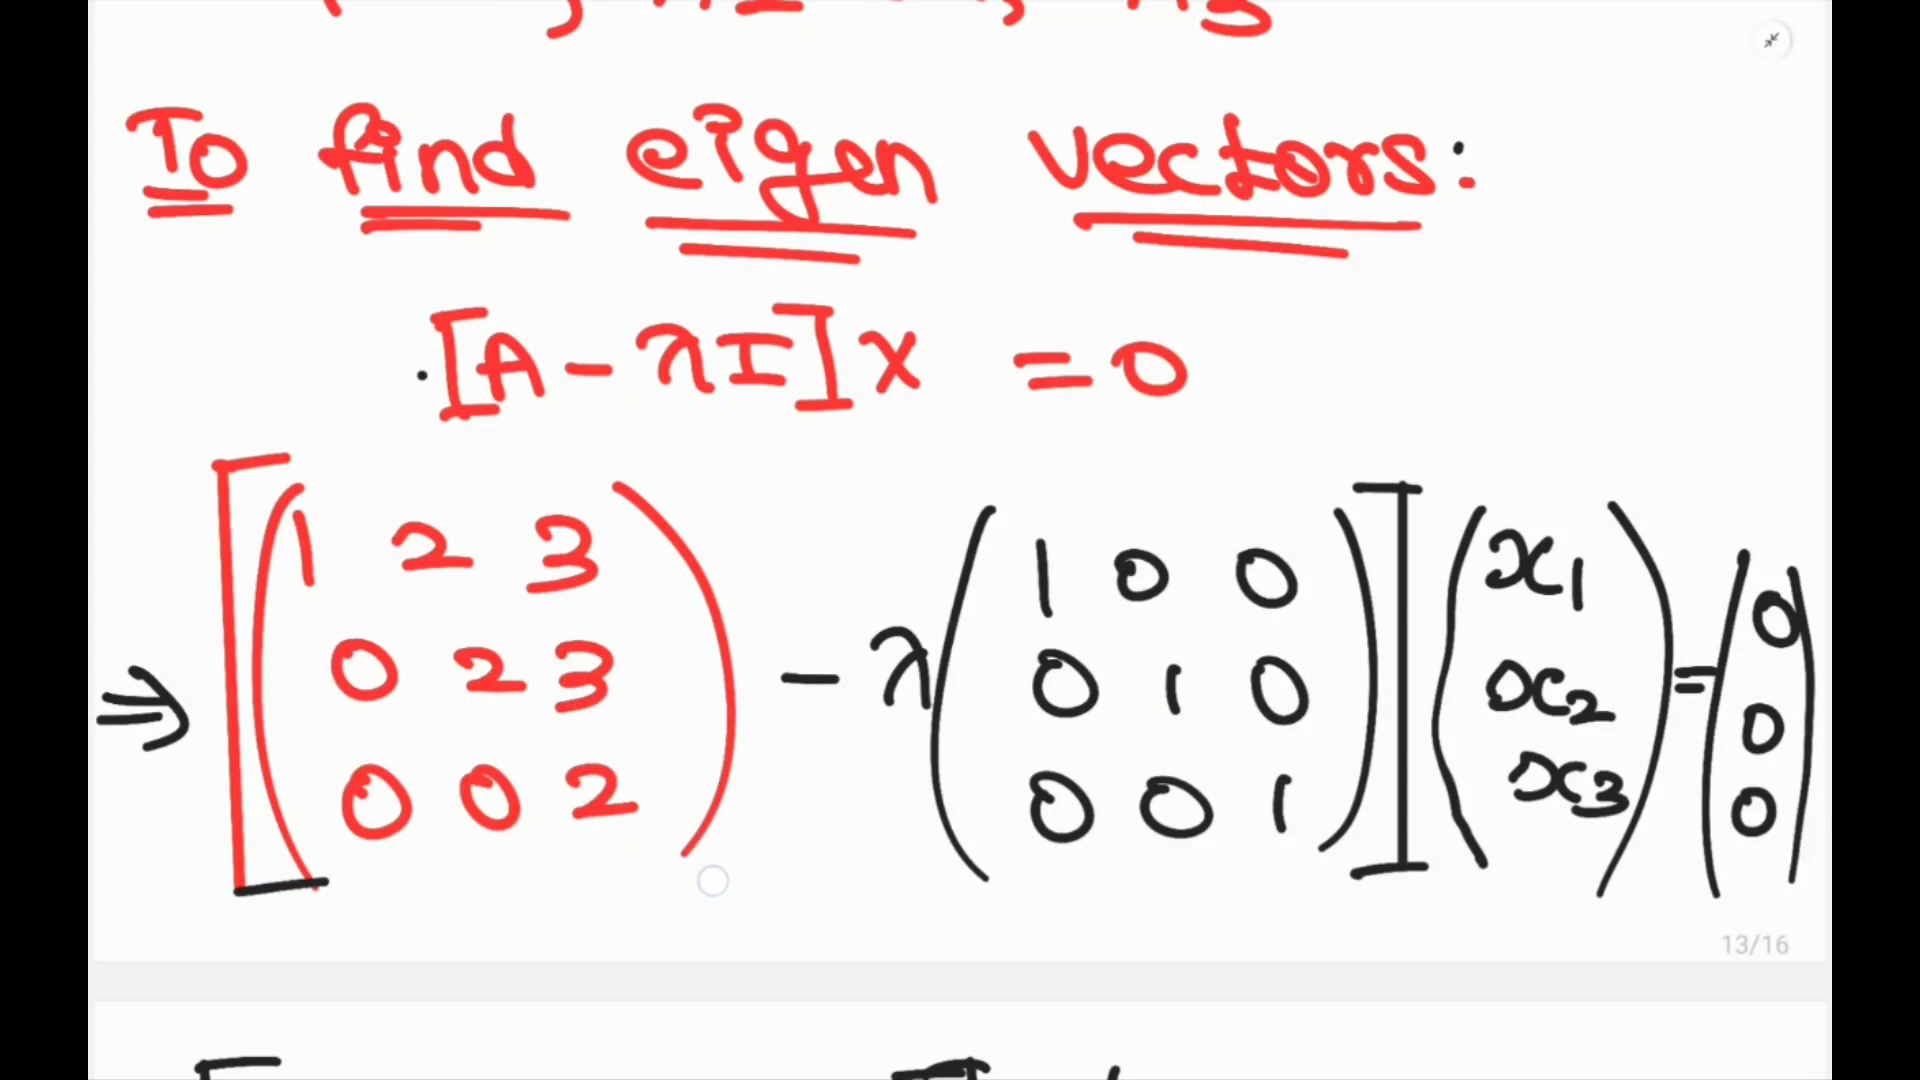 To find eigen vectors:
[A - λI] X = 0
⇒ [(1 2 3
0 2 3
0 0 2) - λ (1 0 0
0 1 0
0 0 1)] (x1
x2
x3) = (0
0
0)
13/16